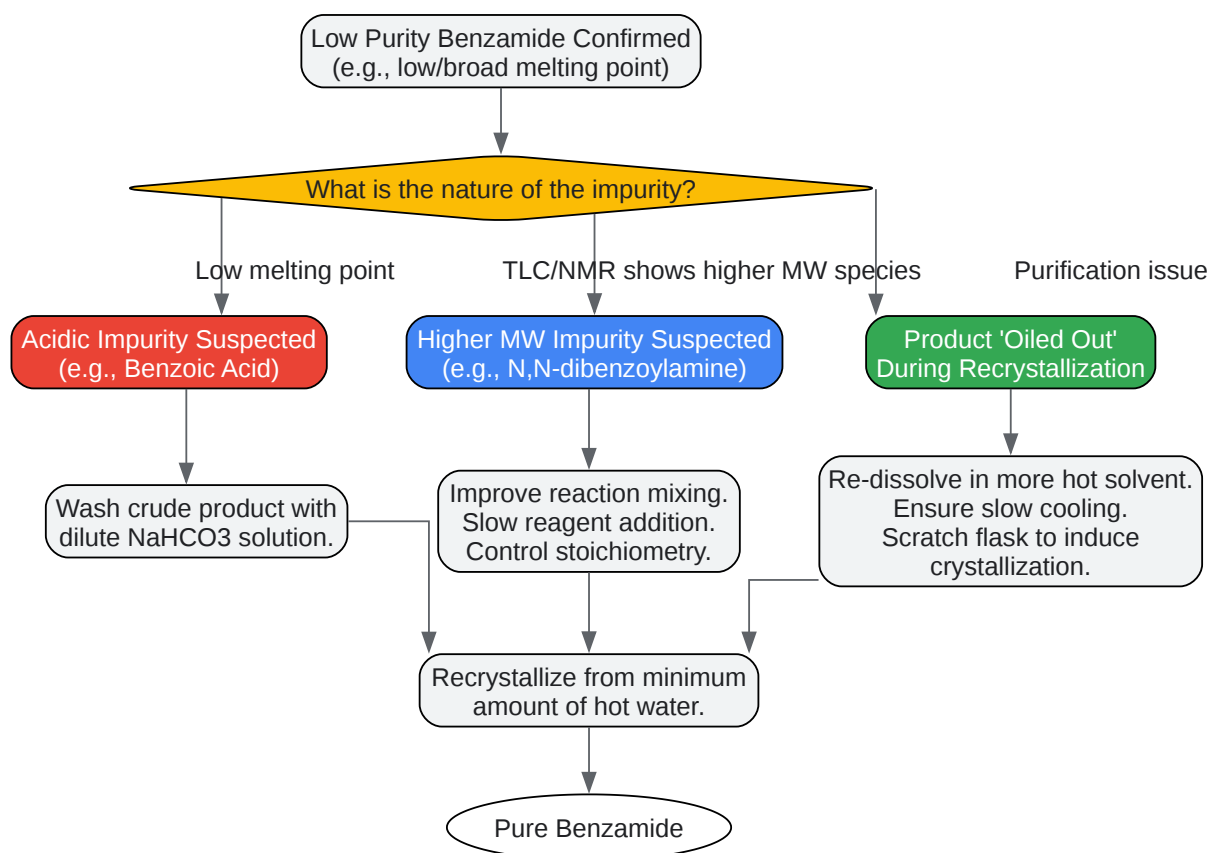 Low Purity Benzamide Confirmed
(e.g., low/broad melting point)
What is the nature of the impurity?
Low melting point
TLC/NMR shows higher MW species
Purification issue
Acidic Impurity Suspected
(e.g., Benzoic Acid)
Higher MW Impurity Suspected
(e.g., N,N-dibenzoylamine)
Product 'Oiled Out'
During Recrystallization
Wash crude product with
dilute NaHCO3 solution.
Improve reaction mixing.
Slow reagent addition.
Control stoichiometry.
Re-dissolve in more hot solvent.
Ensure slow cooling.
Scratch flask to induce
crystallization.
Recrystallize from minimum
amount of hot water.
Pure Benzamide